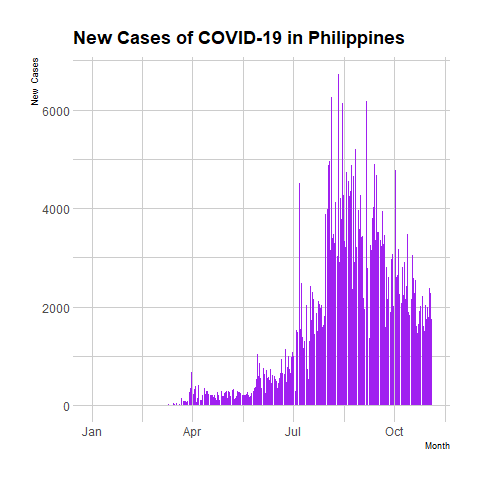 New Cases of COVID-19 in Philippines
New Cases
6000
4000
2000
0
Jan Apr Jul Oct
Month